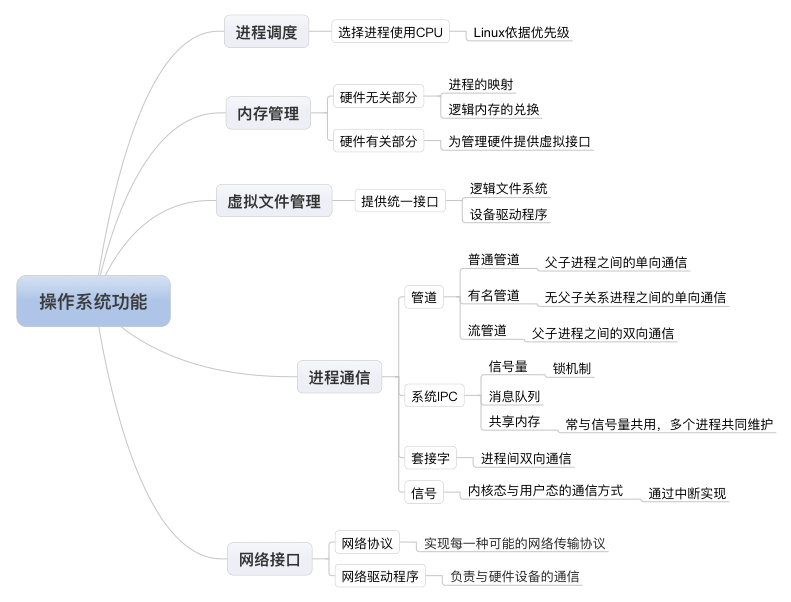 操作系统功能
进程调度
选择进程使用CPU
Linux依据优先级
内存管理
硬件无关部分
进程的映射
逻辑内存的兑换
硬件有关部分
为管理硬件提供虚拟接口
虚拟文件管理
提供统一接口
逻辑文件系统
设备驱动程序
进程通信
管道
普通管道
父子进程之间的单向通信
有名管道
无父子关系进程之间的单向通信
流管道
父子进程之间的双向通信
系统IPC
信号量
锁机制
消息队列
共享内存
常与信号量共用，多个进程共同维护
套接字
进程间双向通信
信号
内核态与用户态的通信方式
通过中断实现
网络接口
网络协议
实现每一种可能的网络传输协议
网络驱动程序
负责与硬件设备的通信